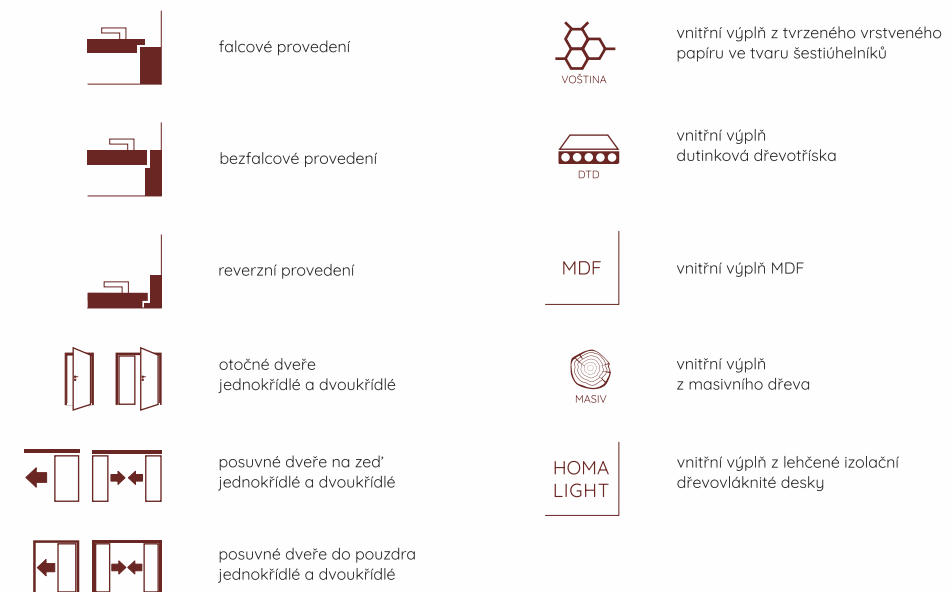 falcové provedení
bezfalcové provedení
reverzní provedení
otočné dveře
jednokřídlé a dvoukřídlé
posuvné dveře na zeď
jednokřídlé a dvoukřídlé
posuvné dveře do pouzdra
jednokřídlé a dvoukřídlé
VOŠTINA
vnitřní výplň z tvrzeného vrstveného
papíru ve tvaru šestiúhelníků
DTD
vnitřní výplň
dutinková dřevotříska
MDF
vnitřní výplň MDF
MASIV
vnitřní výplň
z masivního dřeva
HOMA
LIGHT
vnitřní výplň z lehčené izolační
dřevovláknité desky